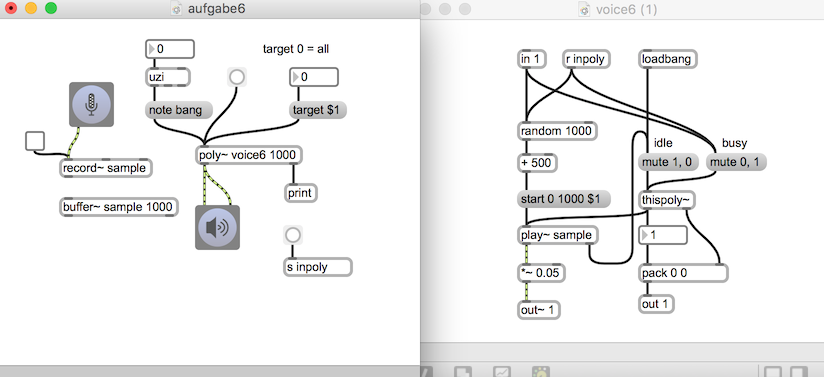 aufgabe6
0
target 0 = all
uzi
0
note bang
target $1
record~ sample
poly~ voice6 1000
buffer~ sample 1000
print
s inpoly
voice6 (1)
in 1
r inpoly
loadbang
random 1000
idle
busy
+ 500
mute 1, 0
mute 0, 1
start 0 1000 $1
thispoly~
play~ sample
1
*~ 0.05
pack 0 0
out~ 1
out 1